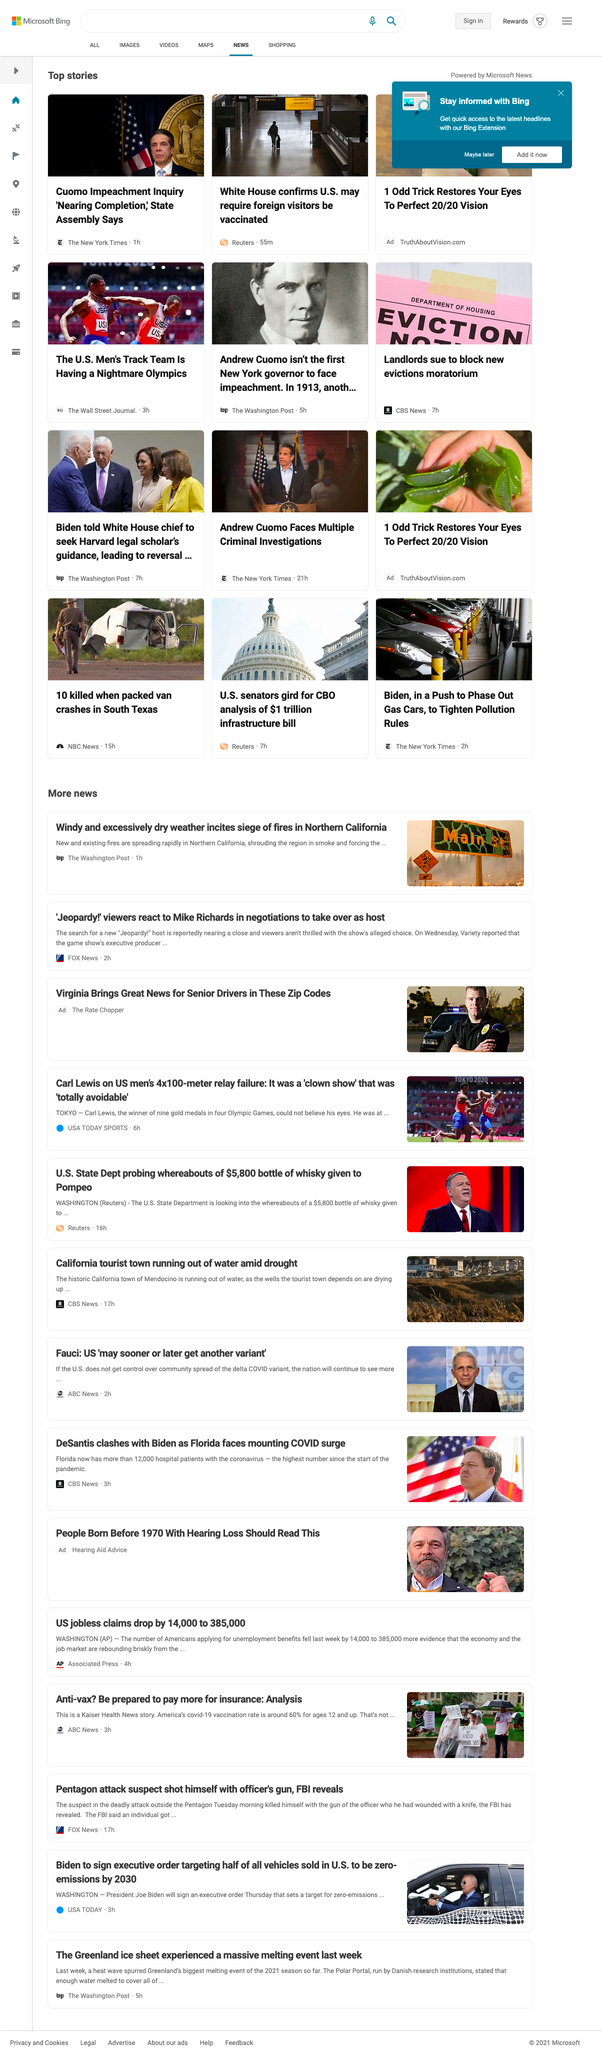 Microsoft Bing
Sign in
Rewards
ALL
IMAGES
VIDEOS
MAPS
NEWS
SHOPPING
Top stories
Powered by Microsoft News
Stay informed with Bing
Get quick access to the latest headlines
with our Bing Extension
Maybe later
Add it now
Cuomo Impeachment Inquiry
'Nearing Completion,' State
Assembly Says
The New York Times · 1h
White House confirms U.S. may
require foreign visitors be
vaccinated
Reuters · 55m
1 Odd Trick Restores Your Eyes
To Perfect 20/20 Vision
Ad TruthAboutVision.com
The U.S. Men's Track Team Is
Having a Nightmare Olympics
The Wall Street Journal. · 3h
Andrew Cuomo isn't the first
New York governor to face
impeachment. In 1913, anoth...
The Washington Post · 5h
DEPARTMENT OF HOUSING
EVICTION
Landlords sue to block new
evictions moratorium
CBS News · 7h
Biden told White House chief to
seek Harvard legal scholar's
guidance, leading to reversal ...
The Washington Post · 7h
Andrew Cuomo Faces Multiple
Criminal Investigations
The New York Times · 21h
1 Odd Trick Restores Your Eyes
To Perfect 20/20 Vision
Ad TruthAboutVision.com
10 killed when packed van
crashes in South Texas
NBC News · 15h
U.S. senators gird for CBO
analysis of $1 trillion
infrastructure bill
Reuters · 7h
Biden, in a Push to Phase Out
Gas Cars, to Tighten Pollution
Rules
The New York Times · 2h
More news
Windy and excessively dry weather incites siege of fires in Northern California
New and existing fires are spreading rapidly in Northern California, shrouding the region in smoke and forcing the ...
The Washington Post · 1h
Main St
'Jeopardy!' viewers react to Mike Richards in negotiations to take over as host
The search for a new "Jeopardy!" host is reportedly nearing a close and viewers aren't thrilled with the show's alleged choice. On Wednesday, Variety reported that
the game show's executive producer ...
FOX News · 2h
Virginia Brings Great News for Senior Drivers in These Zip Codes
Ad The Rate Chopper
Carl Lewis on US men's 4x100-meter relay failure: It was a 'clown show' that was
'totally avoidable'
TOKYO — Carl Lewis, the winner of nine gold medals in four Olympic Games, could not believe his eyes. He was at ...
USA TODAY SPORTS · 6h
TOKYO 2020
U.S. State Dept probing whereabouts of $5,800 bottle of whisky given to
Pompeo
WASHINGTON (Reuters) - The U.S. State Department is looking into the whereabouts of a $5,800 bottle of whisky given
to ...
Reuters · 16h
California tourist town running out of water amid drought
The historic California town of Mendocino is running out of water, as the wells the tourist town depends on are drying
up ...
CBS News · 17h
Fauci: US 'may sooner or later get another variant'
If the U.S. does not get control over community spread of the delta COVID variant, the nation will continue to see more
...
ABC News · 2h
DeSantis clashes with Biden as Florida faces mounting COVID surge
Florida now has more than 12,000 hospital patients with the coronavirus — the highest number since the start of the
pandemic.
CBS News · 3h
People Born Before 1970 With Hearing Loss Should Read This
Ad Hearing Aid Advice
US jobless claims drop by 14,000 to 385,000
WASHINGTON (AP) — The number of Americans applying for unemployment benefits fell last week by 14,000 to 385,000 more evidence that the economy and the
job market are rebounding briskly from the ...
Associated Press · 4h
Anti-vax? Be prepared to pay more for insurance: Analysis
This is a Kaiser Health News story. America's covid-19 vaccination rate is around 60% for ages 12 and up. That's not ...
ABC News · 3h
Pentagon attack suspect shot himself with officer's gun, FBI reveals
The suspect in the deadly attack outside the Pentagon Tuesday morning killed himself with the gun of the officer who he had wounded with a knife, the FBI has
revealed. The FBI said an individual got ...
FOX News · 17h
Biden to sign executive order targeting half of all vehicles sold in U.S. to be zero-
emissions by 2030
WASHINGTON — President Joe Biden will sign an executive order Thursday that sets a target for zero-emissions ...
USA TODAY · 3h
The Greenland ice sheet experienced a massive melting event last week
Last week, a heat wave spurred Greenland's biggest melting event of the 2021 season so far. The Polar Portal, run by Danish research institutions, stated that
enough water melted to cover all of ...
The Washington Post · 5h
Privacy and Cookies
Legal
Advertise
About our ads
Help
Feedback
© 2021 Microsoft